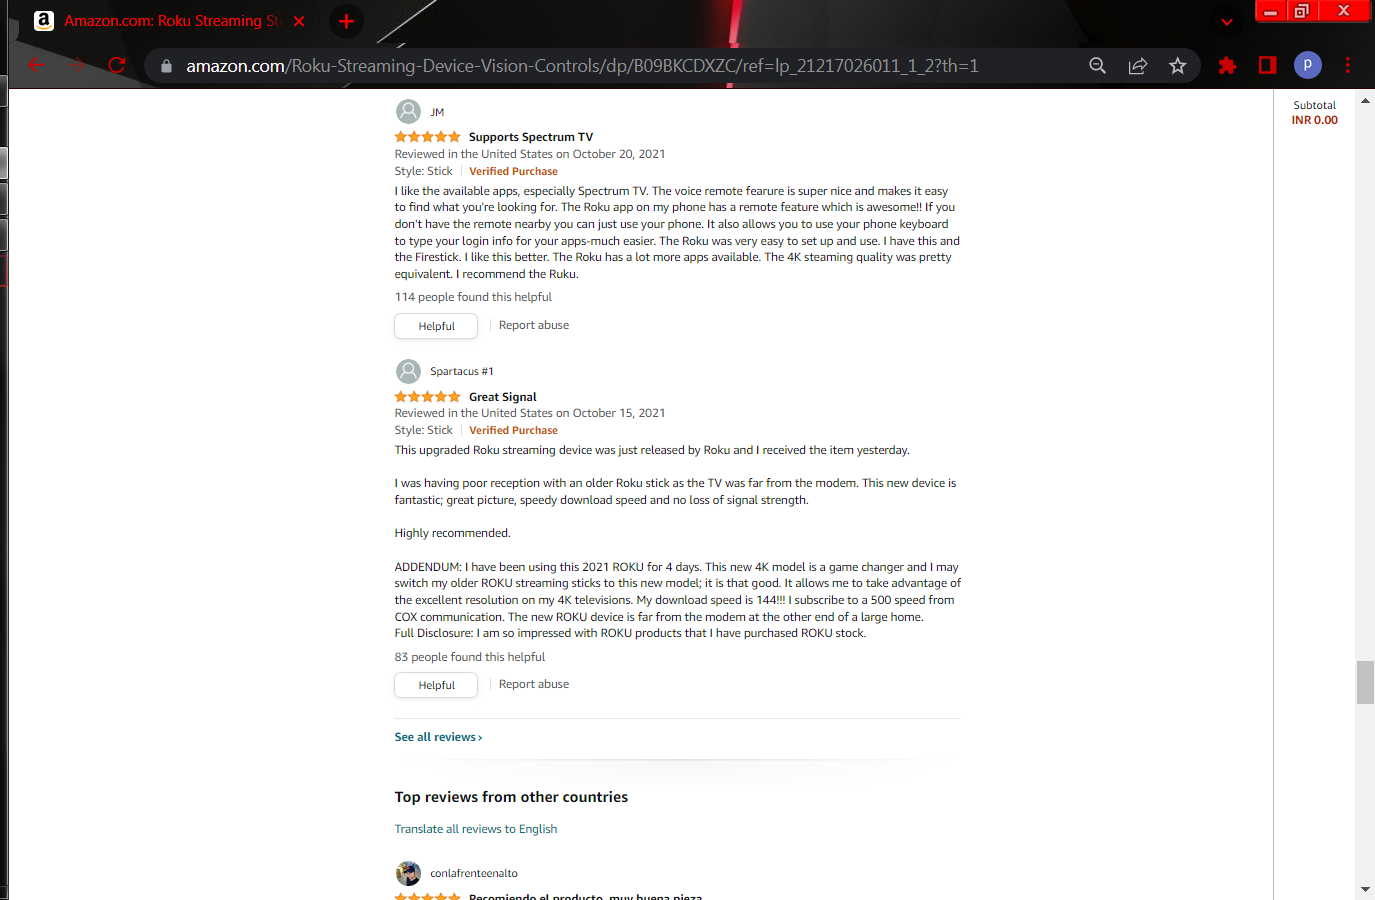 Amazon.com: Roku Streaming St
amazon.com/Roku-Streaming-Device-Vision-Controls/dp/B09BKCDXZC/ref=lp_21217026011_1_2?th=1
P
Subtotal
INR 0.00
JM
Supports Spectrum TV
Reviewed in the United States on October 20, 2021
Style: Stick | Verified Purchase
I like the available apps, especially Spectrum TV. The voice remote fearure is super nice and makes it easy
to find what you're looking for. The Roku app on my phone has a remote feature which is awesome!! If you
don't have the remote nearby you can just use your phone. It also allows you to use your phone keyboard
to type your login info for your apps-much easier. The Roku was very easy to set up and use. I have this and
the Firestick. I like this better. The Roku has a lot more apps available. The 4K steaming quality was pretty
equivalent. I recommend the Ruku.
114 people found this helpful
Helpful | Report abuse
Spartacus #1
Great Signal
Reviewed in the United States on October 15, 2021
Style: Stick | Verified Purchase
This upgraded Roku streaming device was just released by Roku and I received the item yesterday.
I was having poor reception with an older Roku stick as the TV was far from the modem. This new device is
fantastic; great picture, speedy download speed and no loss of signal strength.
Highly recommended.
ADDENDUM: I have been using this 2021 ROKU for 4 days. This new 4K model is a game changer and I may
switch my older ROKU streaming sticks to this new model; it is that good. It allows me to take advantage of
the excellent resolution on my 4K televisions. My download speed is 144!!! I subscribe to a 500 speed from
COX communication. The new ROKU device is far from the modem at the other end of a large home.
Full Disclosure: I am so impressed with ROKU products that I have purchased ROKU stock.
83 people found this helpful
Helpful | Report abuse
See all reviews ›
Top reviews from other countries
Translate all reviews to English
conlafrenteenalto
Recomiendo el producto, muy buena pieza